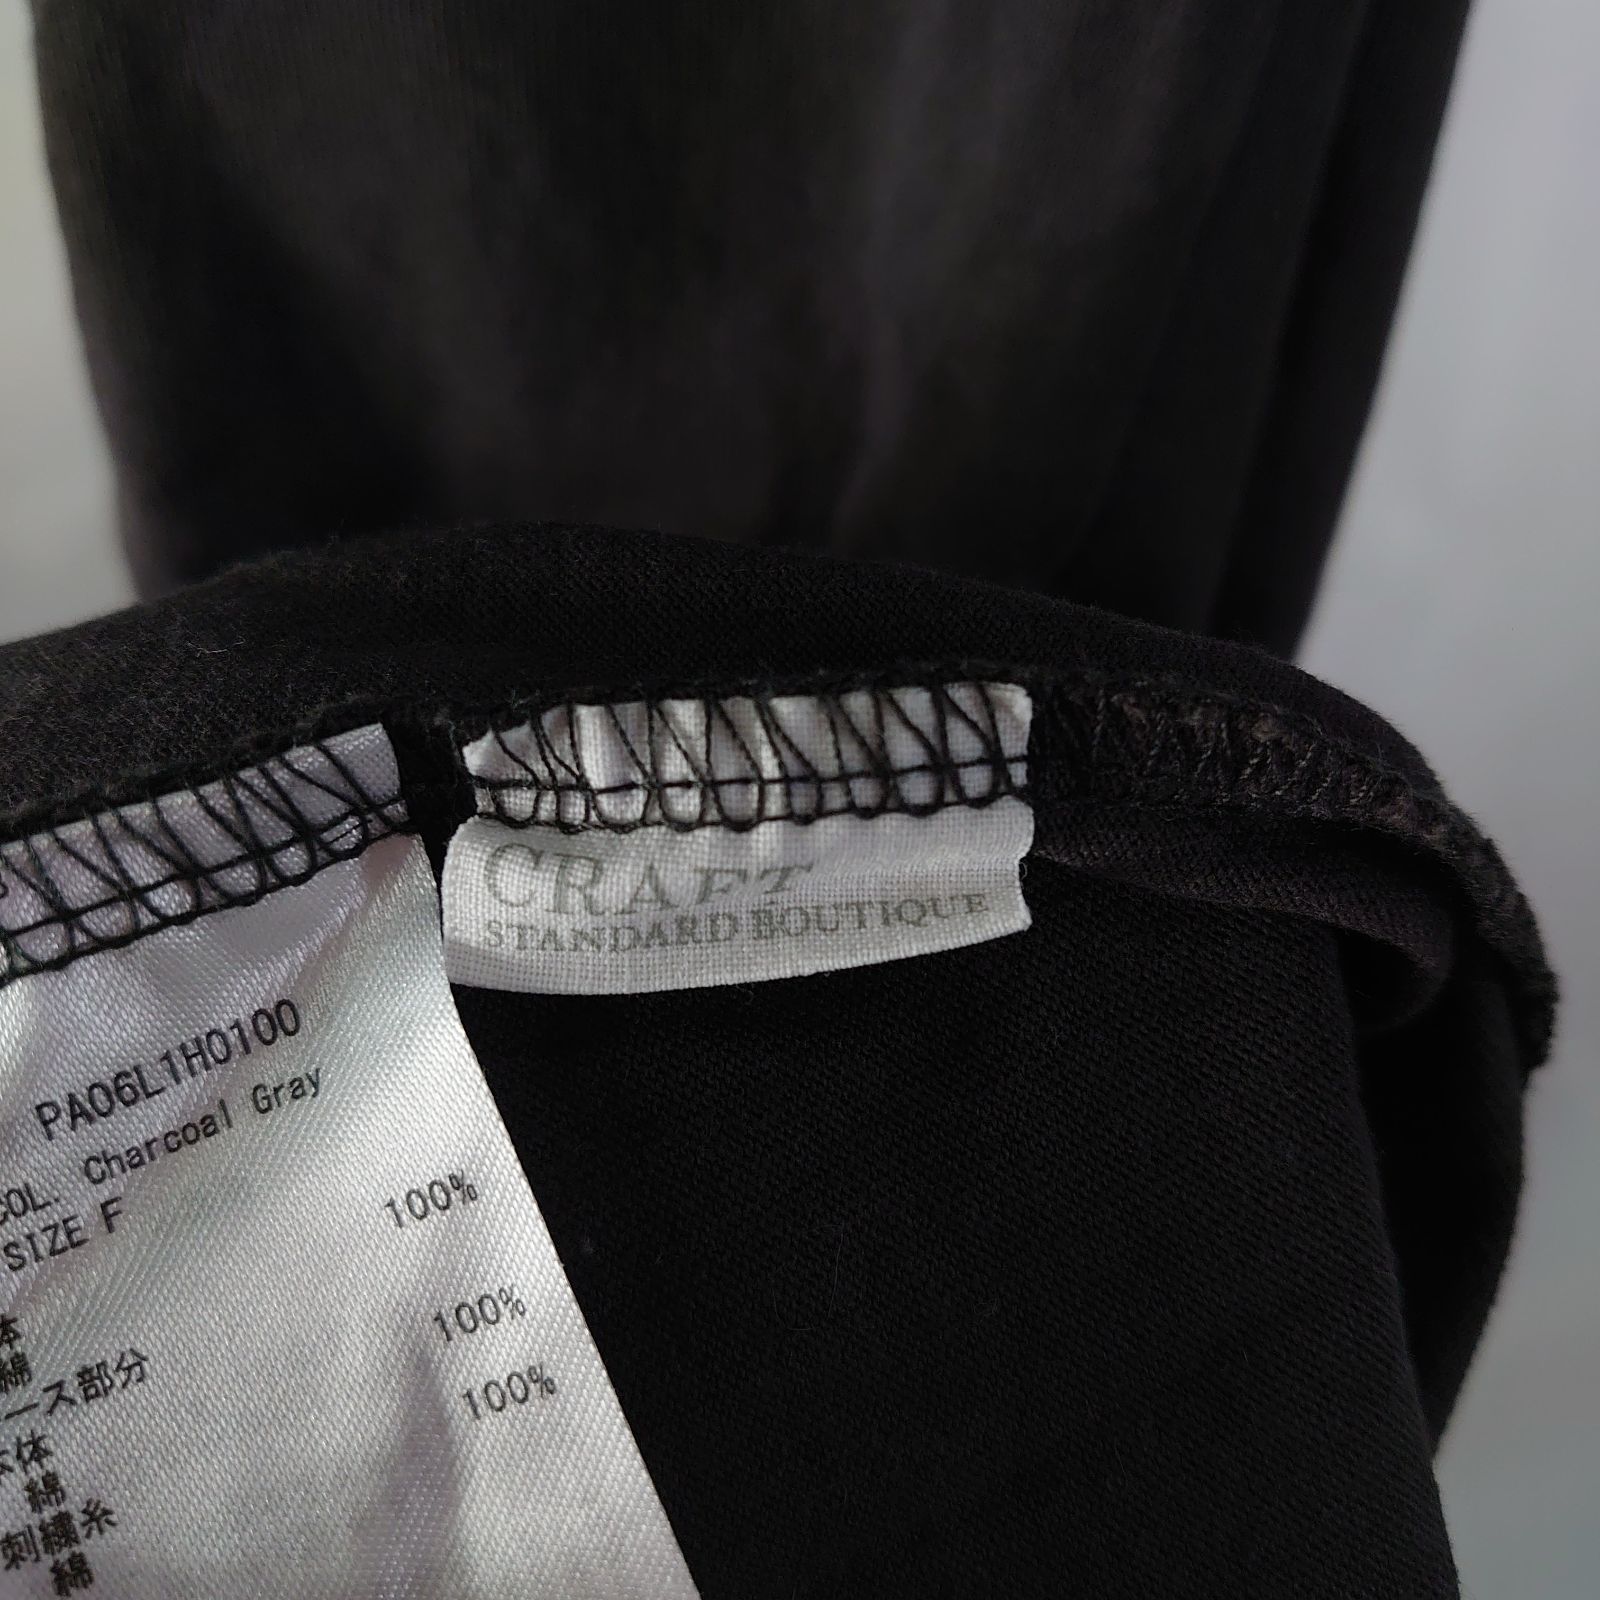 CRAFT
STANDARD BOUTIQUE
PA06L1H0100
COL. Charcoal Gray
SIZE F
体
綿 100%
ース部分
本体
綿 100%
刺繍糸
綿 100%